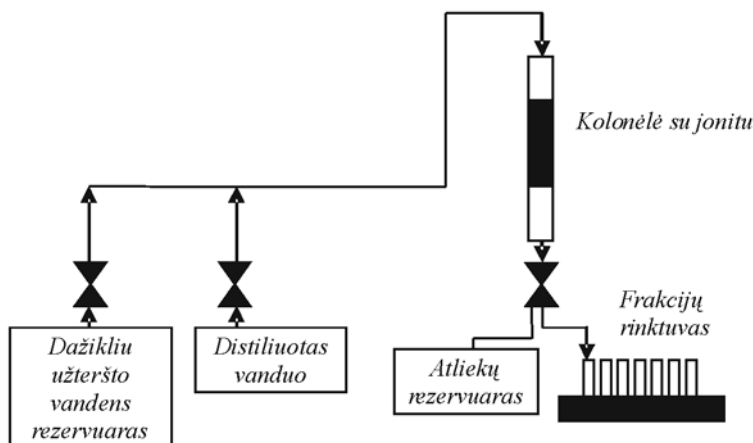 Kolonėlė su jonitu
Frakcijų
rinktuvas
Dažikliu
užteršto
vandens
rezervuaras
Distiliuotas
vanduo
Atliekų
rezervuaras